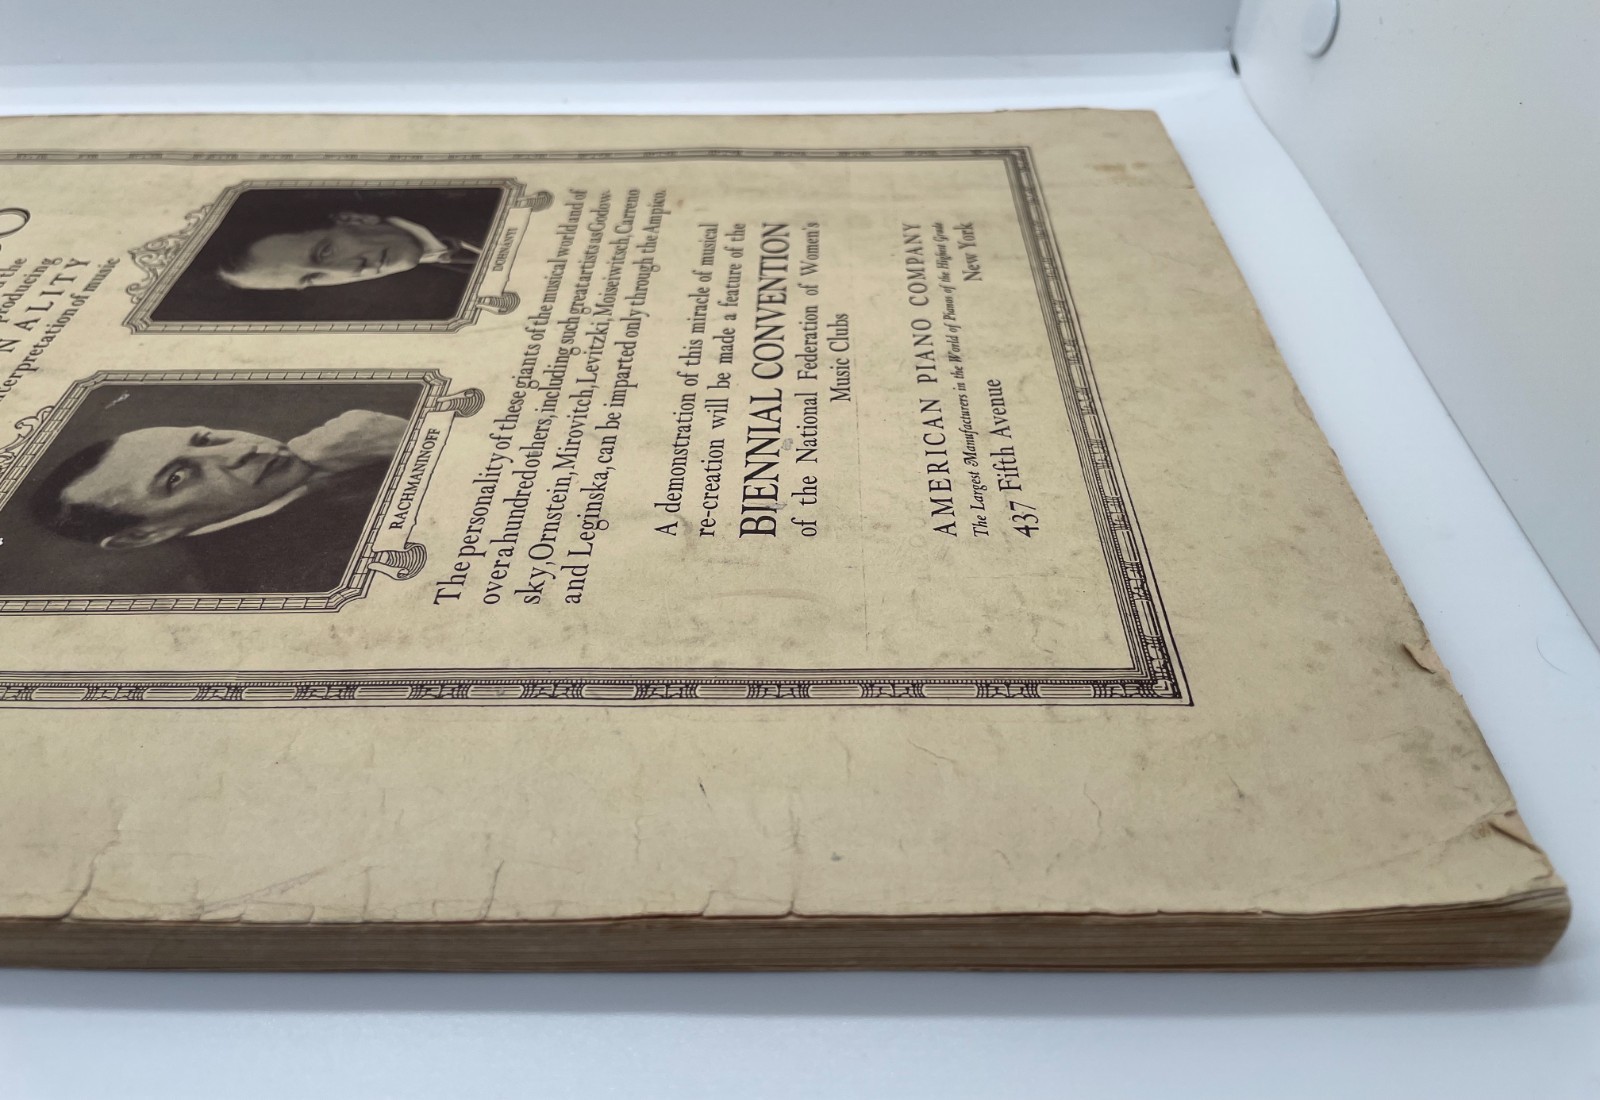 the
producing
N A L I T Y
interpretation of music
DOHNÁNYI
RACHMANINOFF
The personality of these giants of the musical world and of
over a hundred others, including such great artists as Godow-
sky, Ornstein, Mirovitch, Levitzki, Moiseiwitsch, Carreno
and Leginska, can be imparted only through the Ampico.
A demonstration of this miracle of musical
re-creation will be made a feature of the
BIENNIAL CONVENTION
of the National Federation of Women's
Music Clubs
AMERICAN PIANO COMPANY
The Largest Manufacturers in the World of Pianos of the Highest Grade
437 Fifth Avenue New York